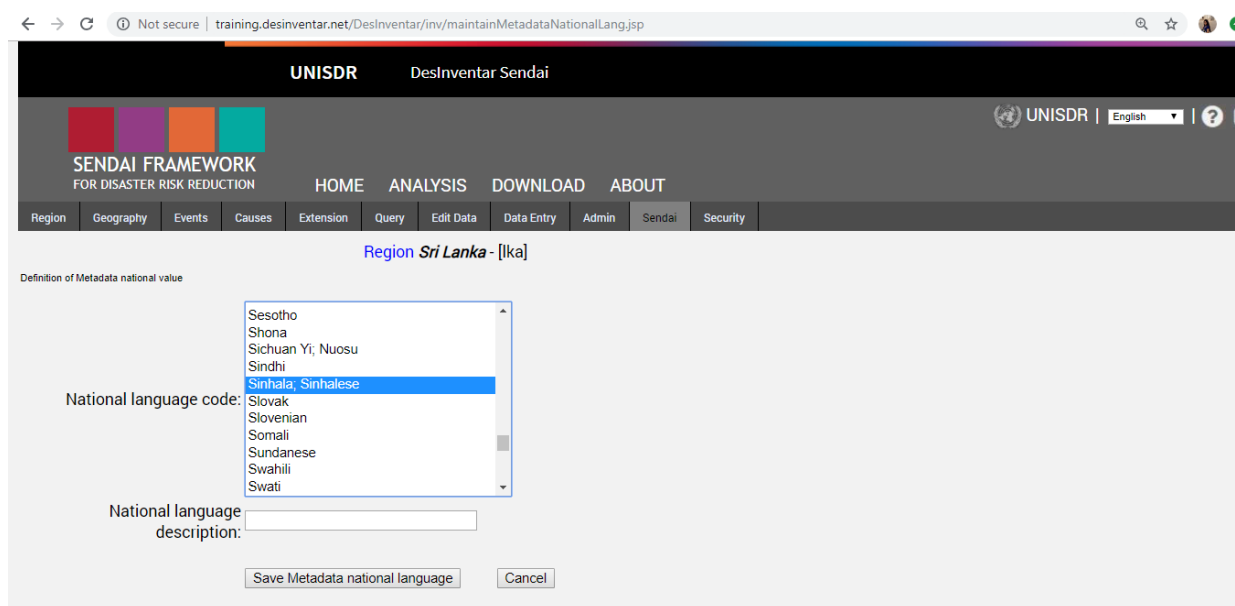 Not secure | training.desinventar.net/DesInventar/inv/maintainMetadataNationalLang.jsp
UNISDR DesInventar Sendai
UNISDR | English | ?
SENDAI FRAMEWORK
FOR DISASTER RISK REDUCTION
HOME ANALYSIS DOWNLOAD ABOUT
Region Geography Events Causes Extension Query Edit Data Data Entry Admin Sendai Security
Region Sri Lanka - [lka]
Definition of Metadata national value
National language code:
Sesotho
Shona
Sichuan Yi; Nuosu
Sindhi
Sinhala; Sinhalese
Slovak
Slovenian
Somali
Sundanese
Swahili
Swati
National language
description:
Save Metadata national language Cancel